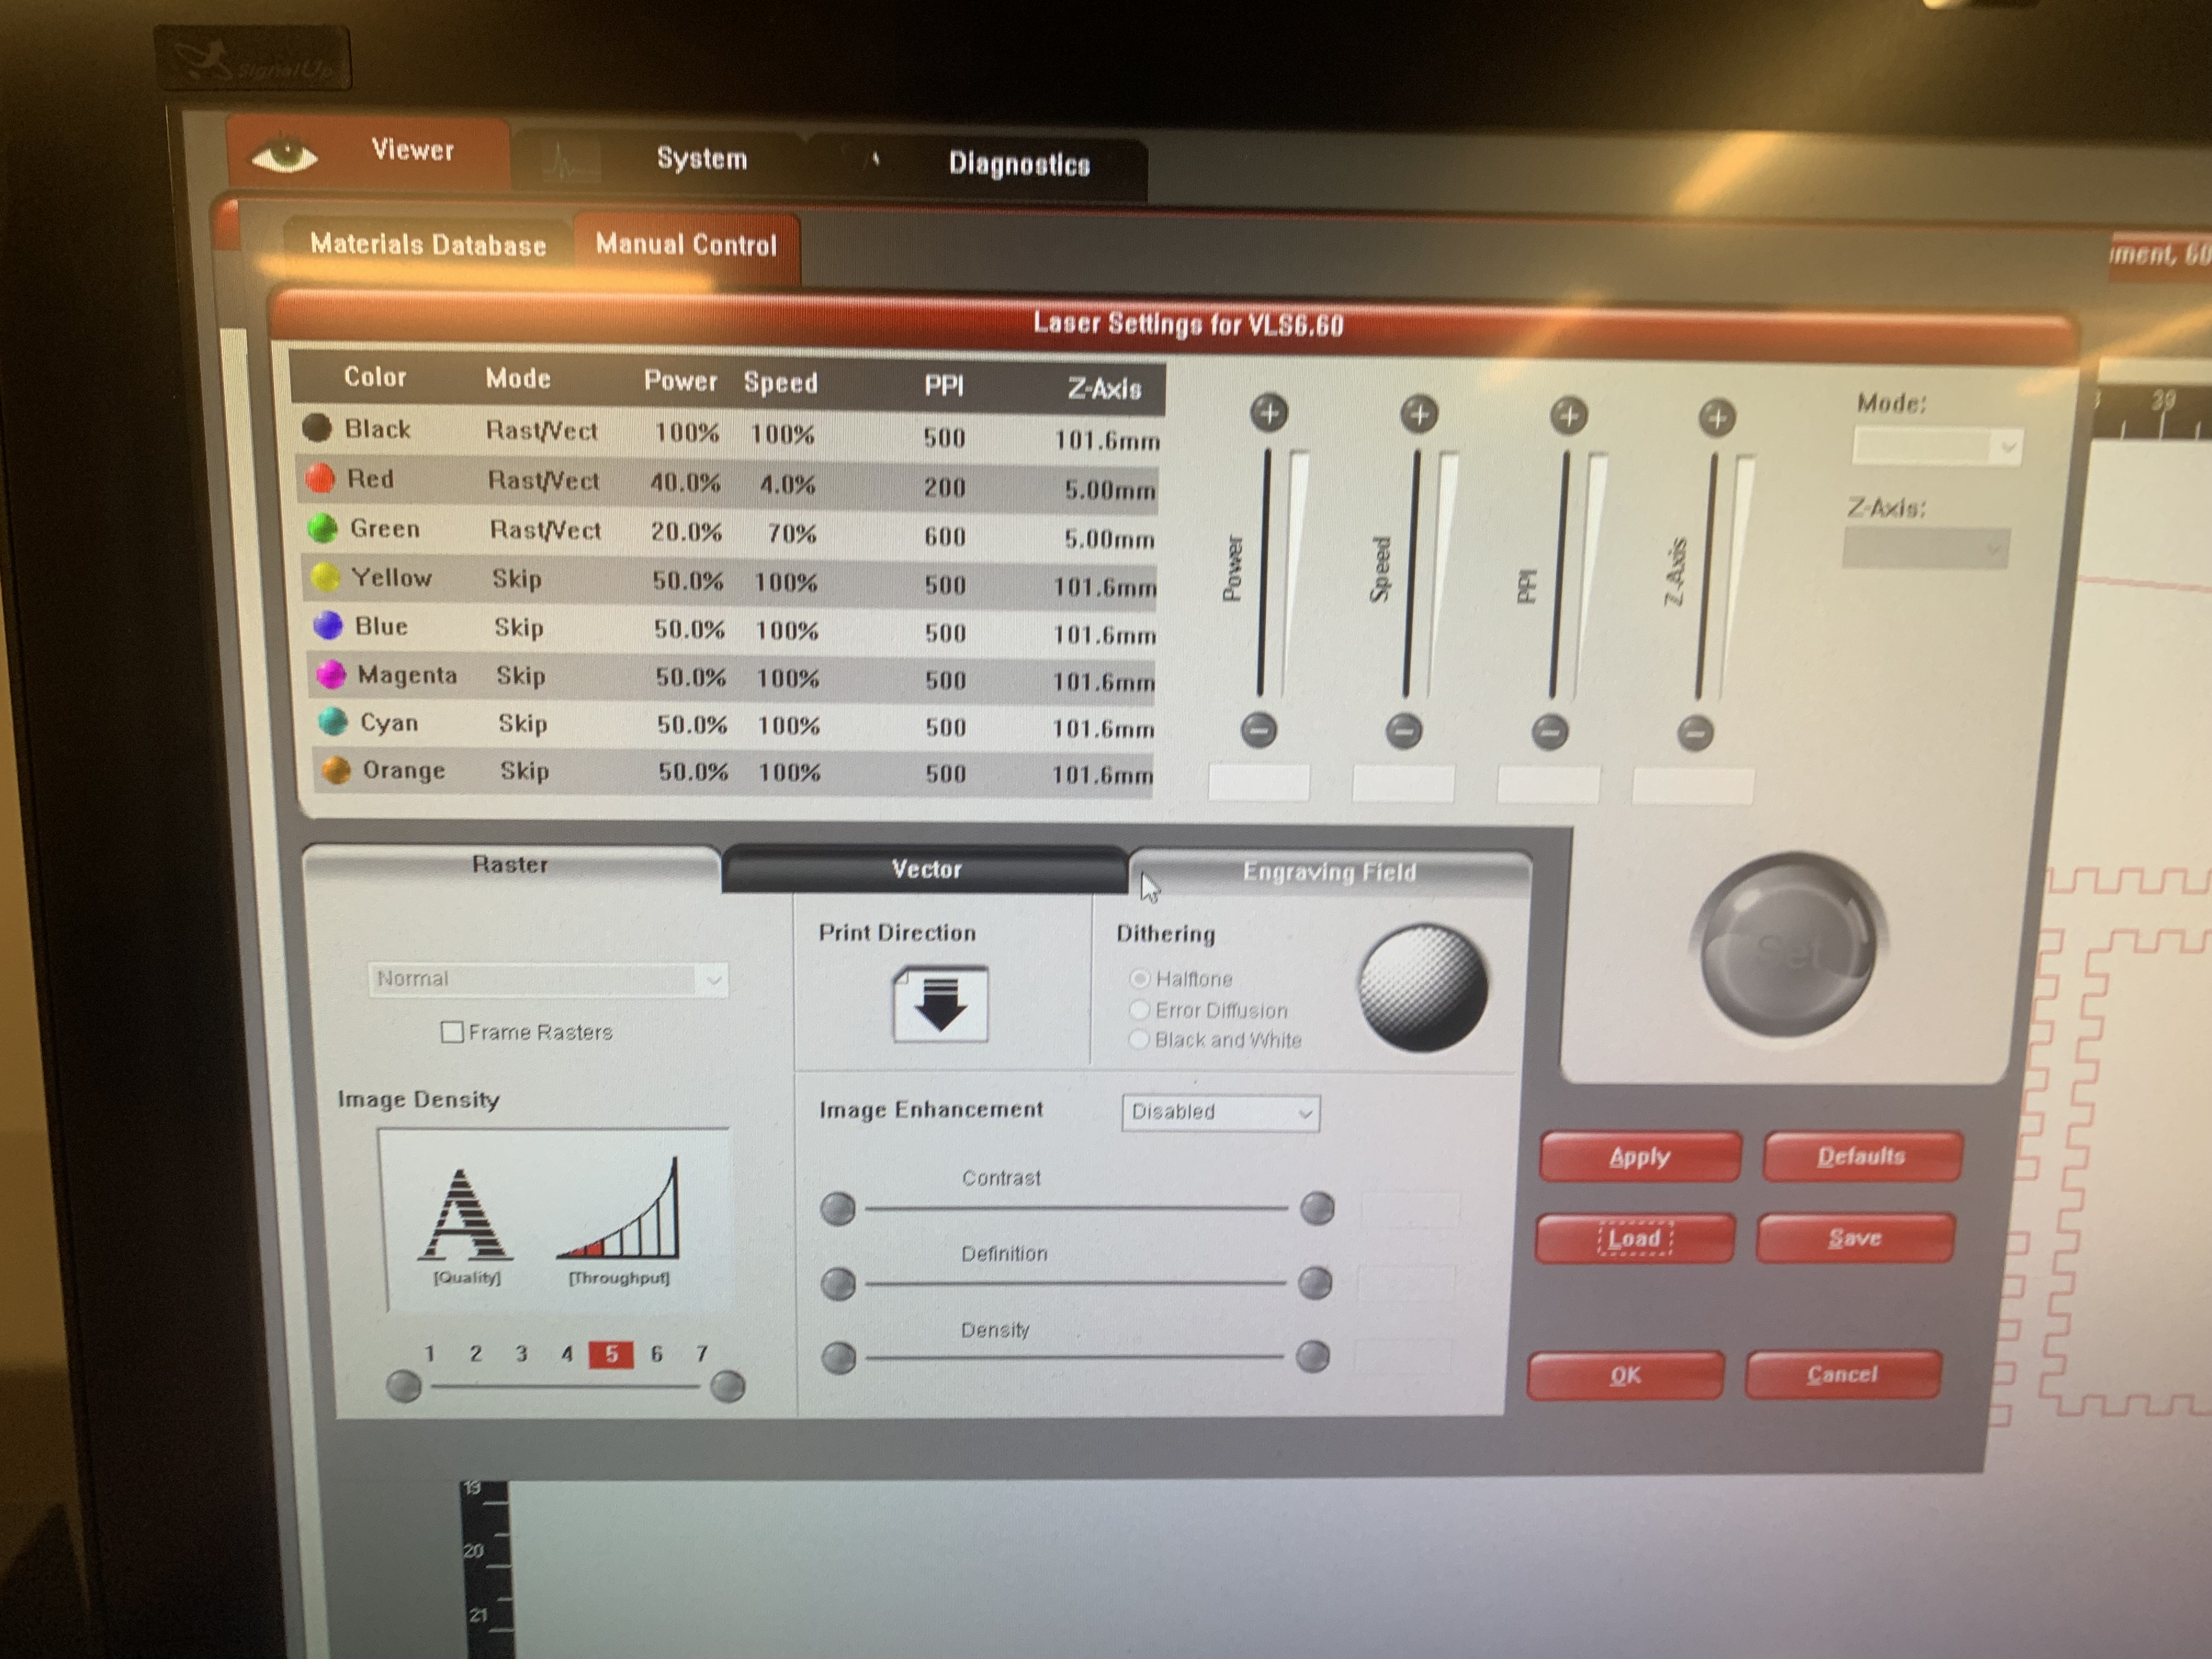 SignalUp
Viewer
System
Diagnostics
Materials Database
Manual Control
iment, 60
Laser Settings for VLS6.60
Color Mode Power Speed PPI Z-Axis
Black Rast/Vect 100% 100% 500 101.6mm
Red Rast/Vect 40.0% 4.0% 200 5.00mm
Green Rast/Vect 20.0% 70% 600 5.00mm
Yellow Skip 50.0% 100% 500 101.6mm
Blue Skip 50.0% 100% 500 101.6mm
Magenta Skip 50.0% 100% 500 101.6mm
Cyan Skip 50.0% 100% 500 101.6mm
Orange Skip 50.0% 100% 500 101.6mm
Power
Speed
PPI
Z-Axis
Mode:
Z-Axis:
39
Raster
Vector
Engraving Field
Normal
Frame Rasters
Print Direction
Dithering
Halftone
Error Diffusion
Black and White
Set
Image Density
A
[Quality]
[Throughput]
1 2 3 4 5 6 7
Image Enhancement
Disabled
Contrast
Definition
Density
Apply
Defaults
Load
Save
OK
Cancel
19
20
21